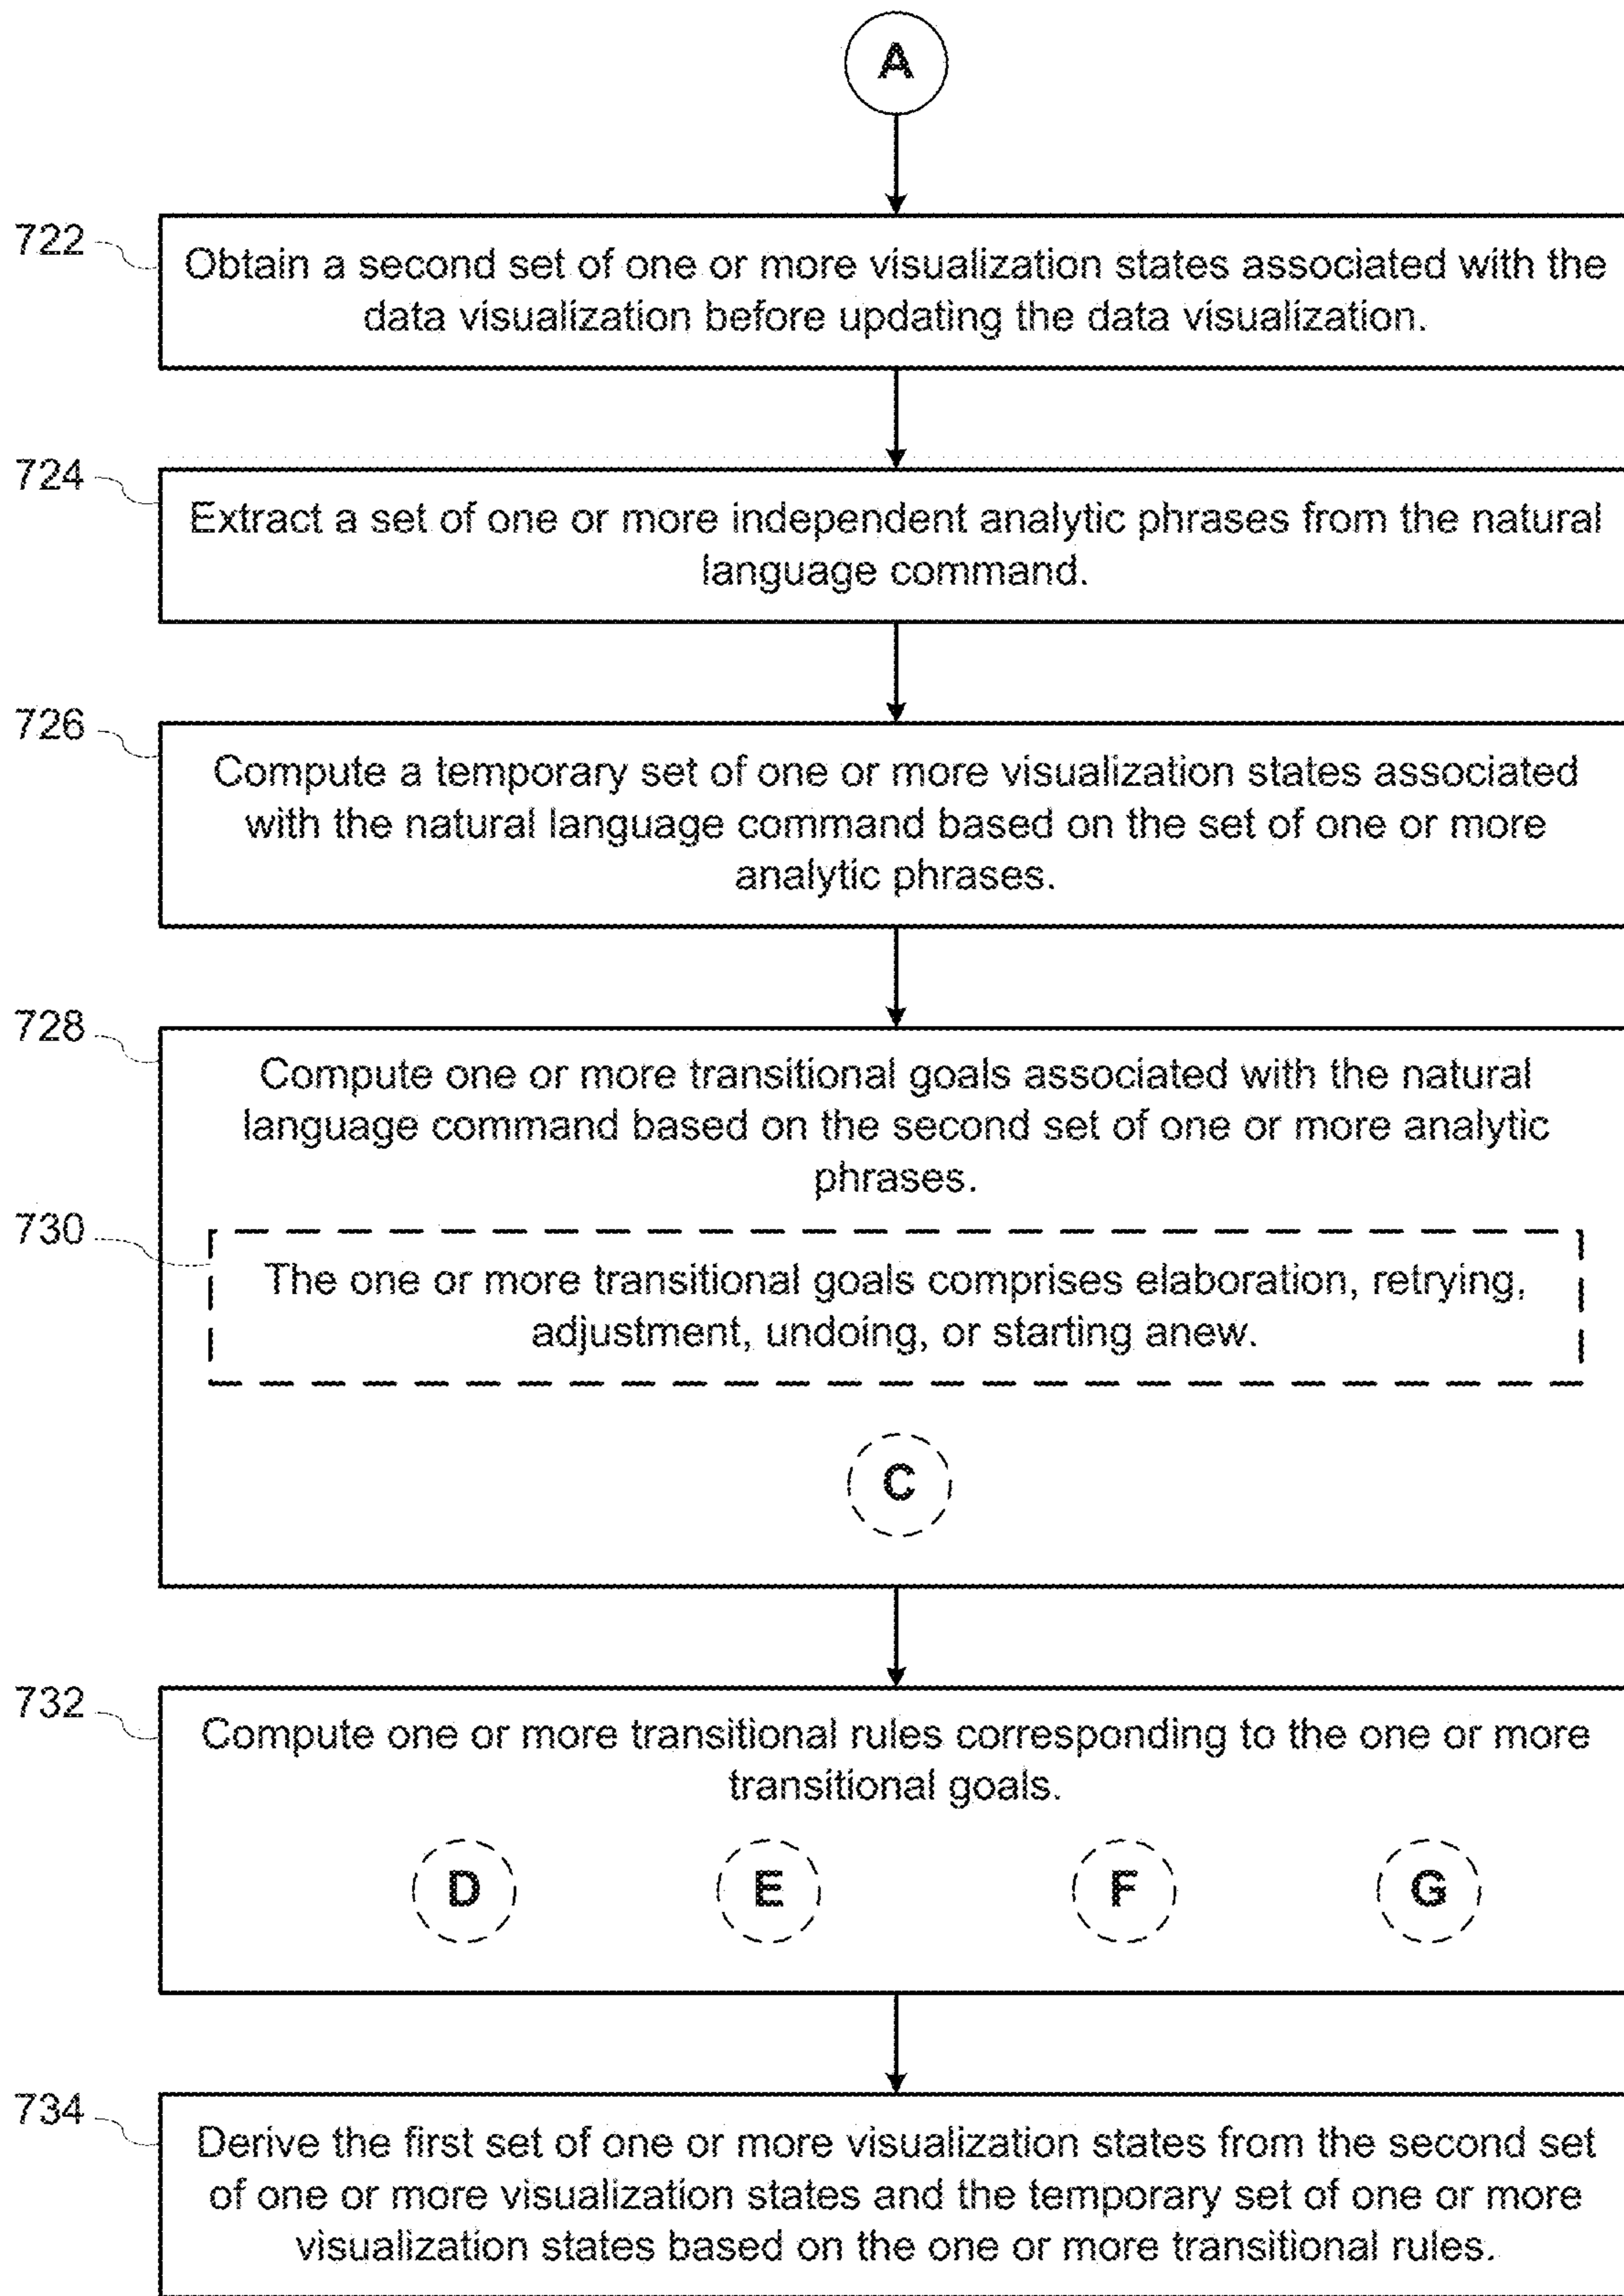 A
722
Obtain a second set of one or more visualization states associated with the
data visualization before updating the data visualization.
724
Extract a set of one or more independent analytic phrases from the natural
language command.
726
Compute a temporary set of one or more visualization states associated
with the natural language command based on the set of one or more
analytic phrases.
728
Compute one or more transitional goals associated with the natural
language command based on the second set of one or more analytic
phrases.
730
The one or more transitional goals comprises elaboration, retrying,
adjustment, undoing, or starting anew.
C
732
Compute one or more transitional rules corresponding to the one or more
transitional goals.
D E F G
734
Derive the first set of one or more visualization states from the second set
of one or more visualization states and the temporary set of one or more
visualization states based on the one or more transitional rules.